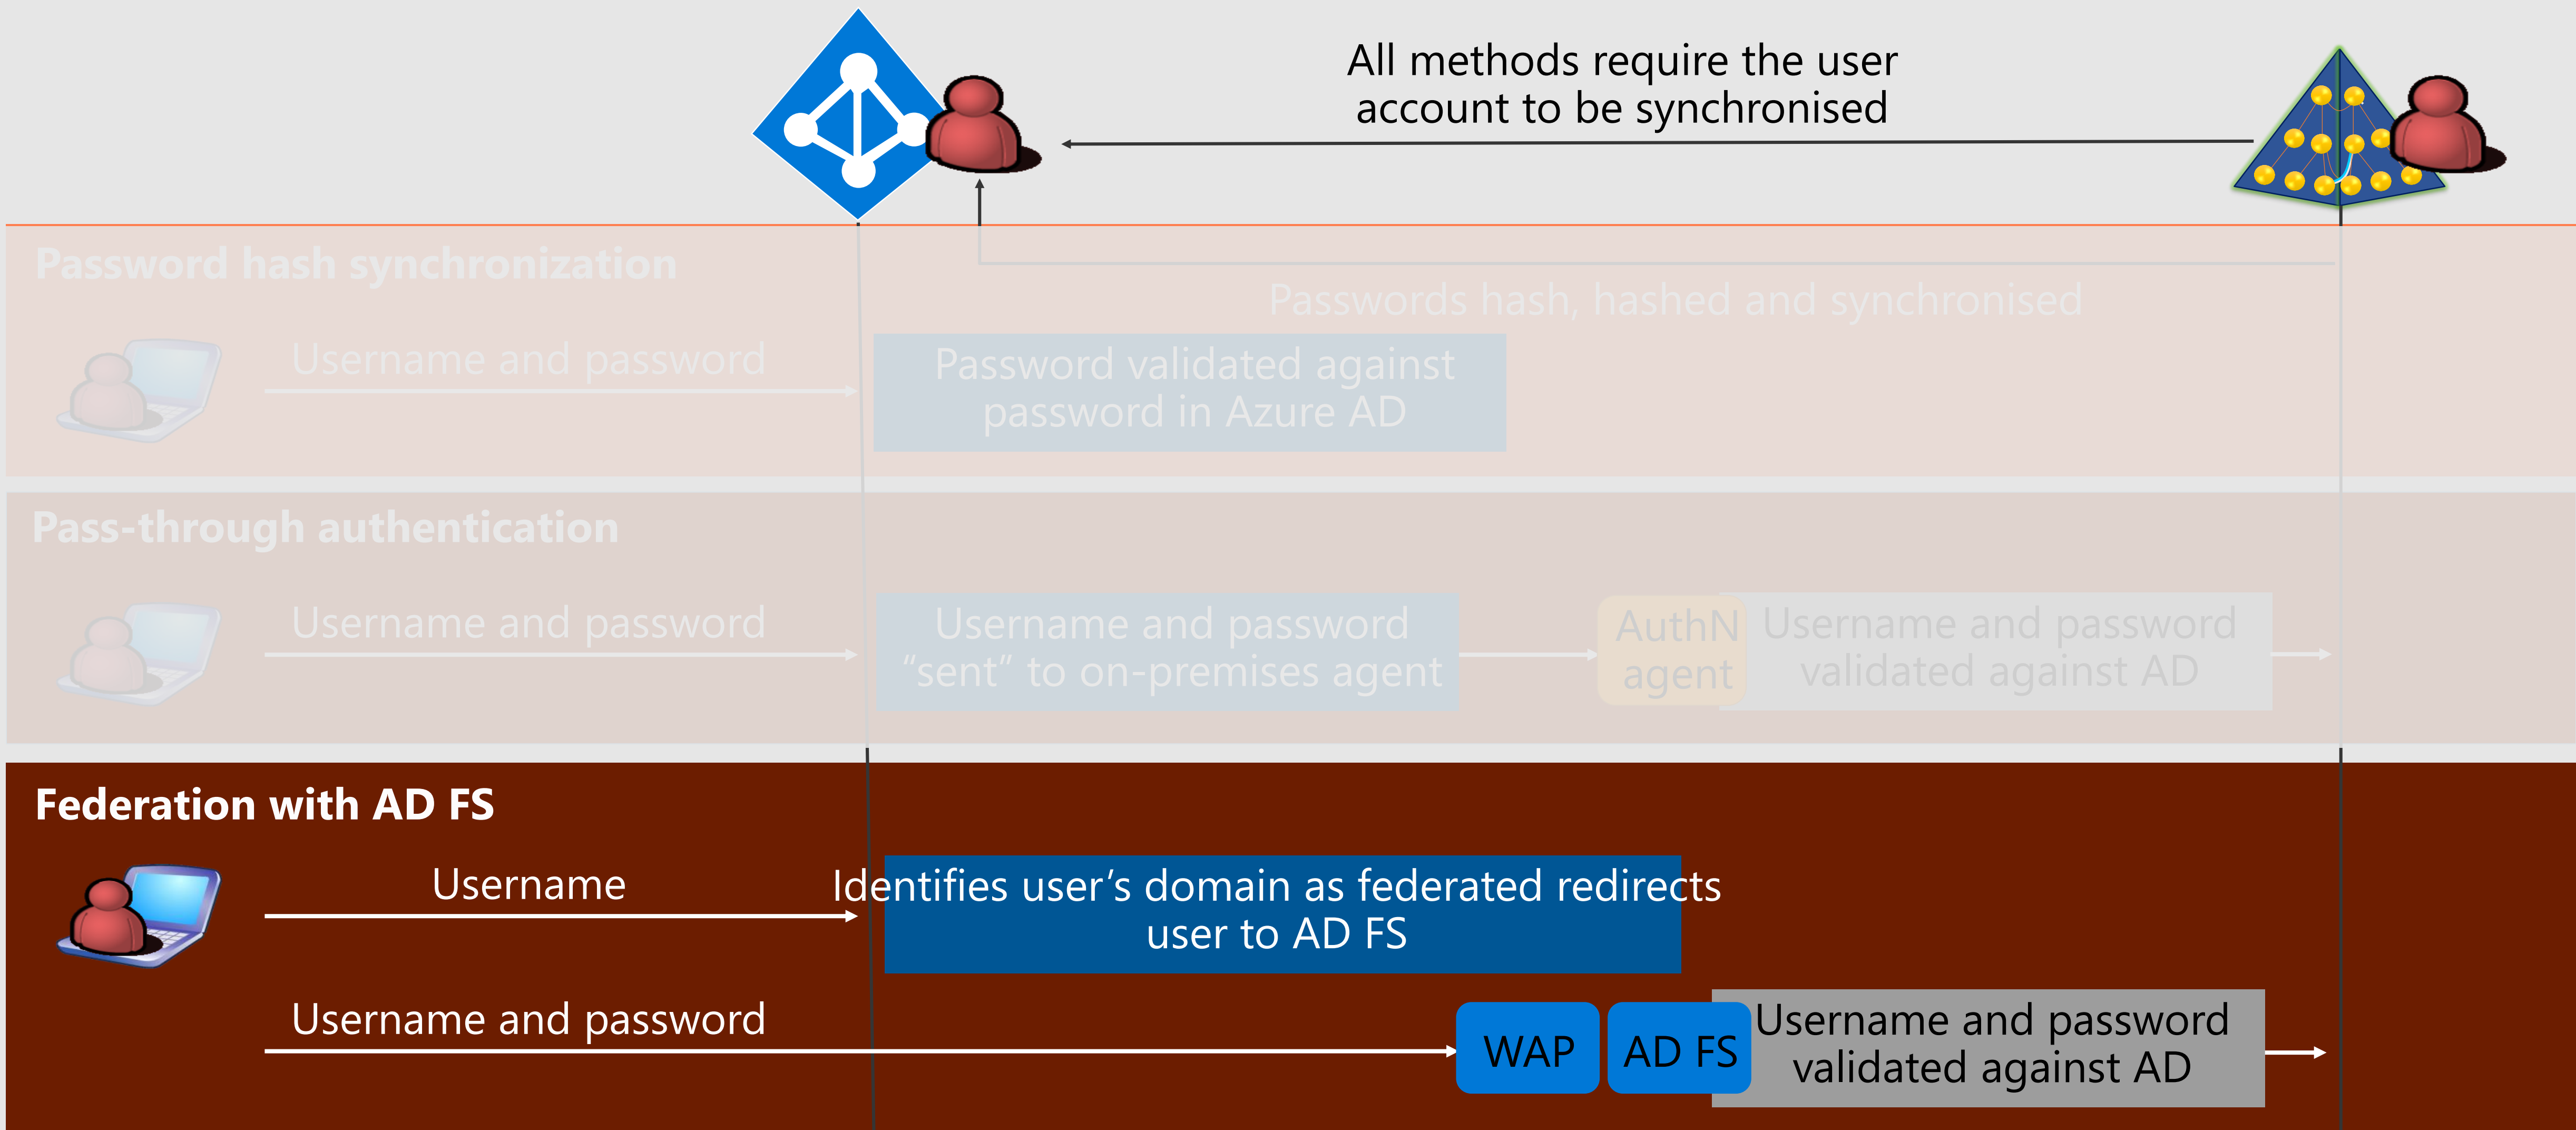 All methods require the user
account to be synchronised
Password hash synchronization
Passwords hash, hashed and synchronised
Username and password
Password validated against
password in Azure AD
Pass-through authentication
Username and password
Username and password
“sent” to on-premises agent
AuthN
agent
Username and password
validated against AD
Federation with AD FS
Username
Identifies user’s domain as federated redirects
user to AD FS
Username and password
WAP
AD FS
Username and password
validated against AD